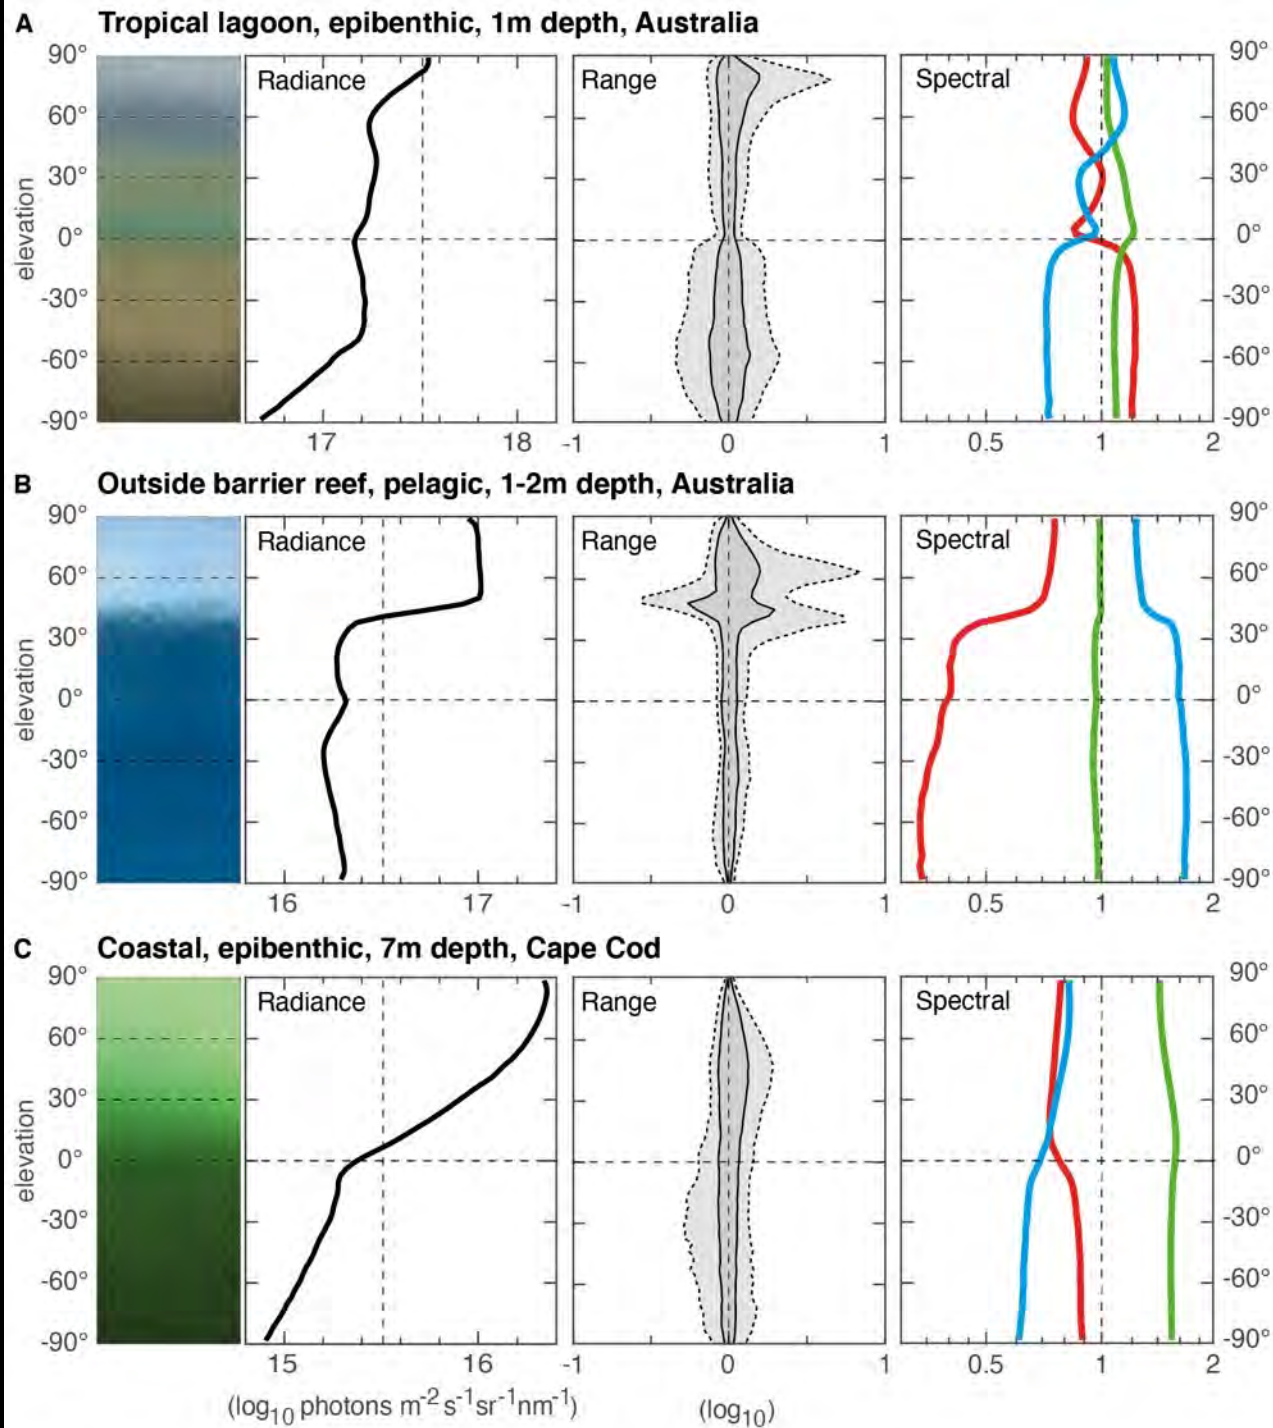 A Tropical lagoon, epibenthic, 1m depth, Australia
90° Radiance Range Spectral 90°
60° 60°
30° 30°
0° 0°
-30° -30°
-60° -60°
-90° -90°
elevation
17 18 -1 0 1 0.5 1 2
B Outside barrier reef, pelagic, 1-2m depth, Australia
90° Radiance Range Spectral 90°
60° 60°
30° 30°
0° 0°
-30° -30°
-60° -60°
-90° -90°
elevation
16 17 -1 0 1 0.5 1 2
C Coastal, epibenthic, 7m depth, Cape Cod
90° Radiance Range Spectral 90°
60° 60°
30° 30°
0° 0°
-30° -30°
-60° -60°
-90° -90°
elevation
15 16 -1 0 1 0.5 1 2
(log10 photons m-2 s-1 sr-1 nm-1) (log10)